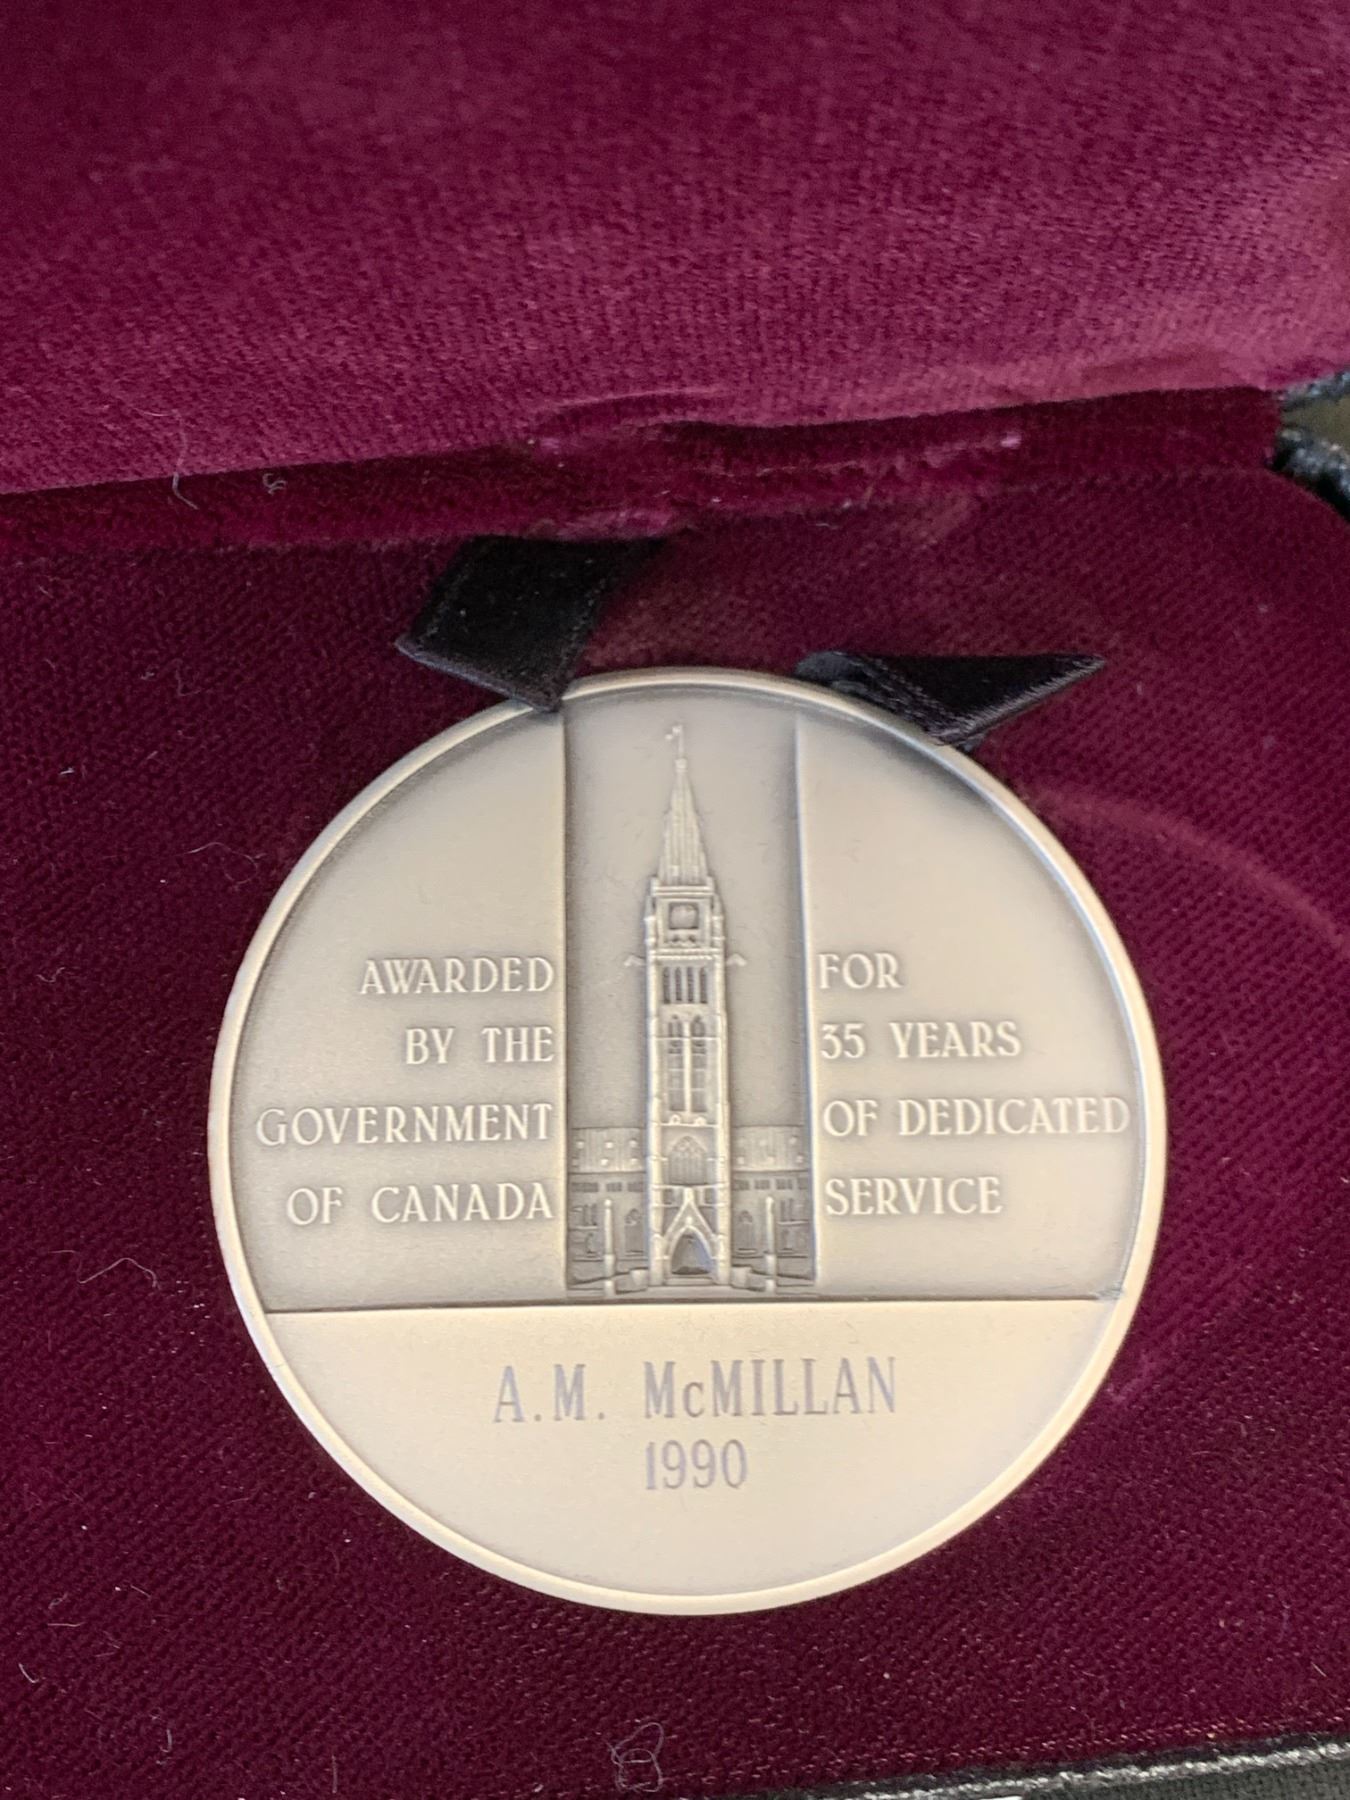 AWARDED
BY THE
GOVERNMENT
OF CANADA
FOR
35 YEARS
OF DEDICATED
SERVICE
A.M. McMILLAN
1990